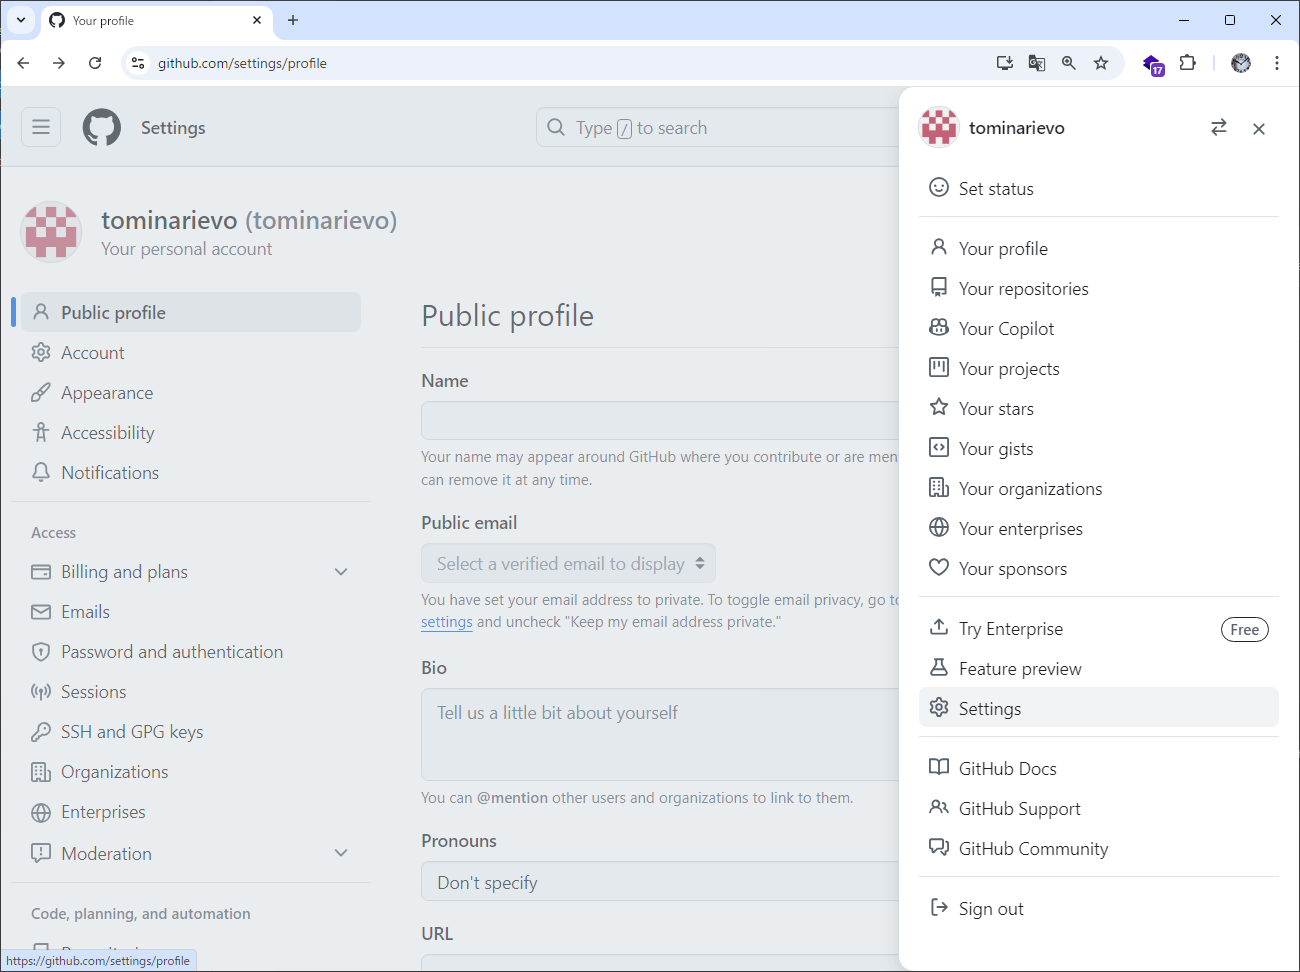 Your profile
github.com/settings/profile
17
Settings
Type / to search
tominarievo (tominarievo)
Your personal account
Public profile
Account
Appearance
Accessibility
Notifications
Access
Billing and plans
Emails
Password and authentication
Sessions
SSH and GPG keys
Organizations
Enterprises
Moderation
Code, planning, and automation
https://github.com/settings/profile
Public profile
Name
Your name may appear around GitHub where you contribute or are
can remove it at any time.
Public email
Select a verified email to display
You have set your email address to private. To toggle email privacy, go to
settings and uncheck "Keep my email address private."
Bio
Tell us a little bit about yourself
You can @mention other users and organizations to link to them.
Pronouns
Don't specify
URL
tominarievo
Set status
Your profile
Your repositories
Your Copilot
Your projects
Your stars
Your gists
Your organizations
Your enterprises
Your sponsors
Try Enterprise Free
Feature preview
Settings
GitHub Docs
GitHub Support
GitHub Community
Sign out